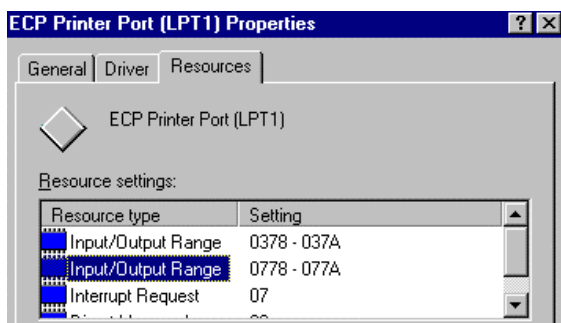 ECP Printer Port (LPT1) Properties
General Driver Resources
ECP Printer Port (LPT1)
Resource settings:
Resource type Setting
Input/Output Range 0378 - 037A
Input/Output Range 0778 - 077A
Interrupt Request 07